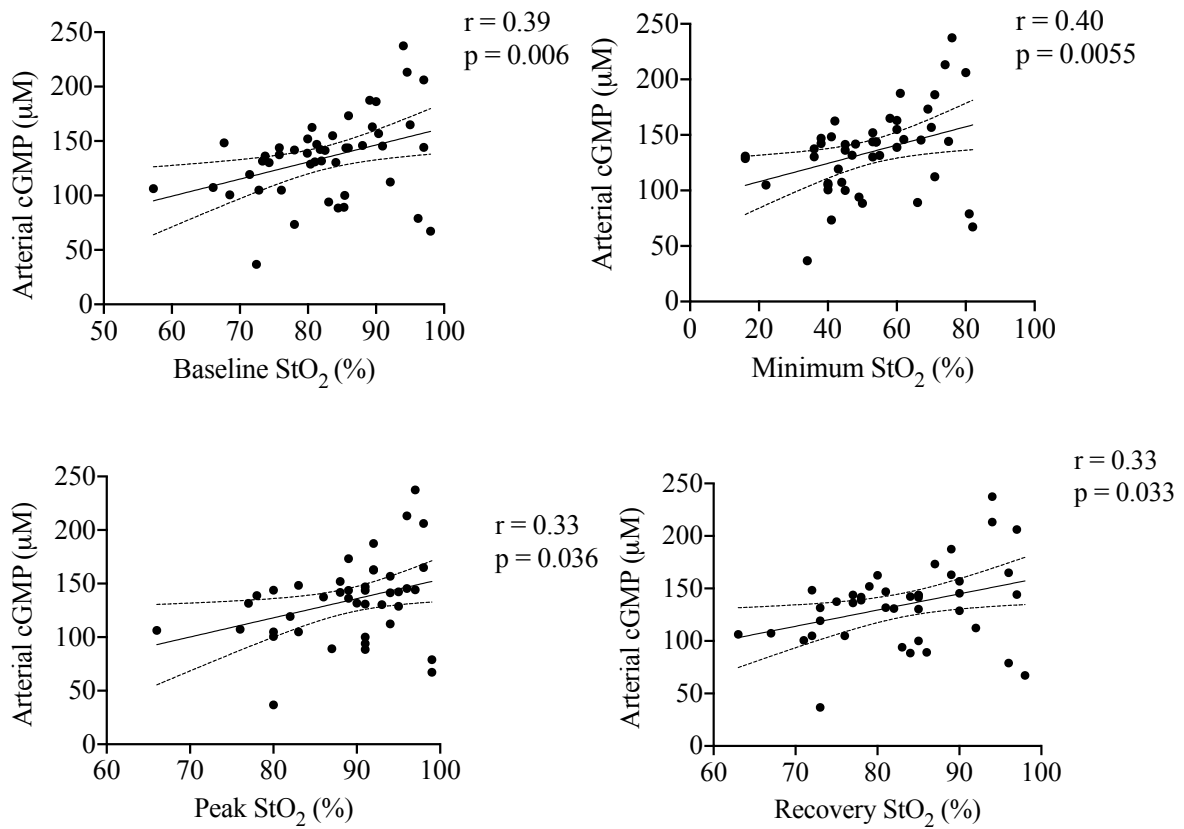 r = 0.39
p = 0.006
Arterial cGMP (µM)
250
200
150
100
50
0
50 60 70 80 90 100
Baseline StO2 (%)
r = 0.40
p = 0.0055
Arterial cGMP (µM)
250
200
150
100
50
0
0 20 40 60 80 100
Minimum StO2 (%)
r = 0.33
p = 0.036
Arterial cGMP (µM)
250
200
150
100
50
0
60 70 80 90 100
Peak StO2 (%)
r = 0.33
p = 0.033
Arterial cGMP (µM)
250
200
150
100
50
0
60 70 80 90 100
Recovery StO2 (%)